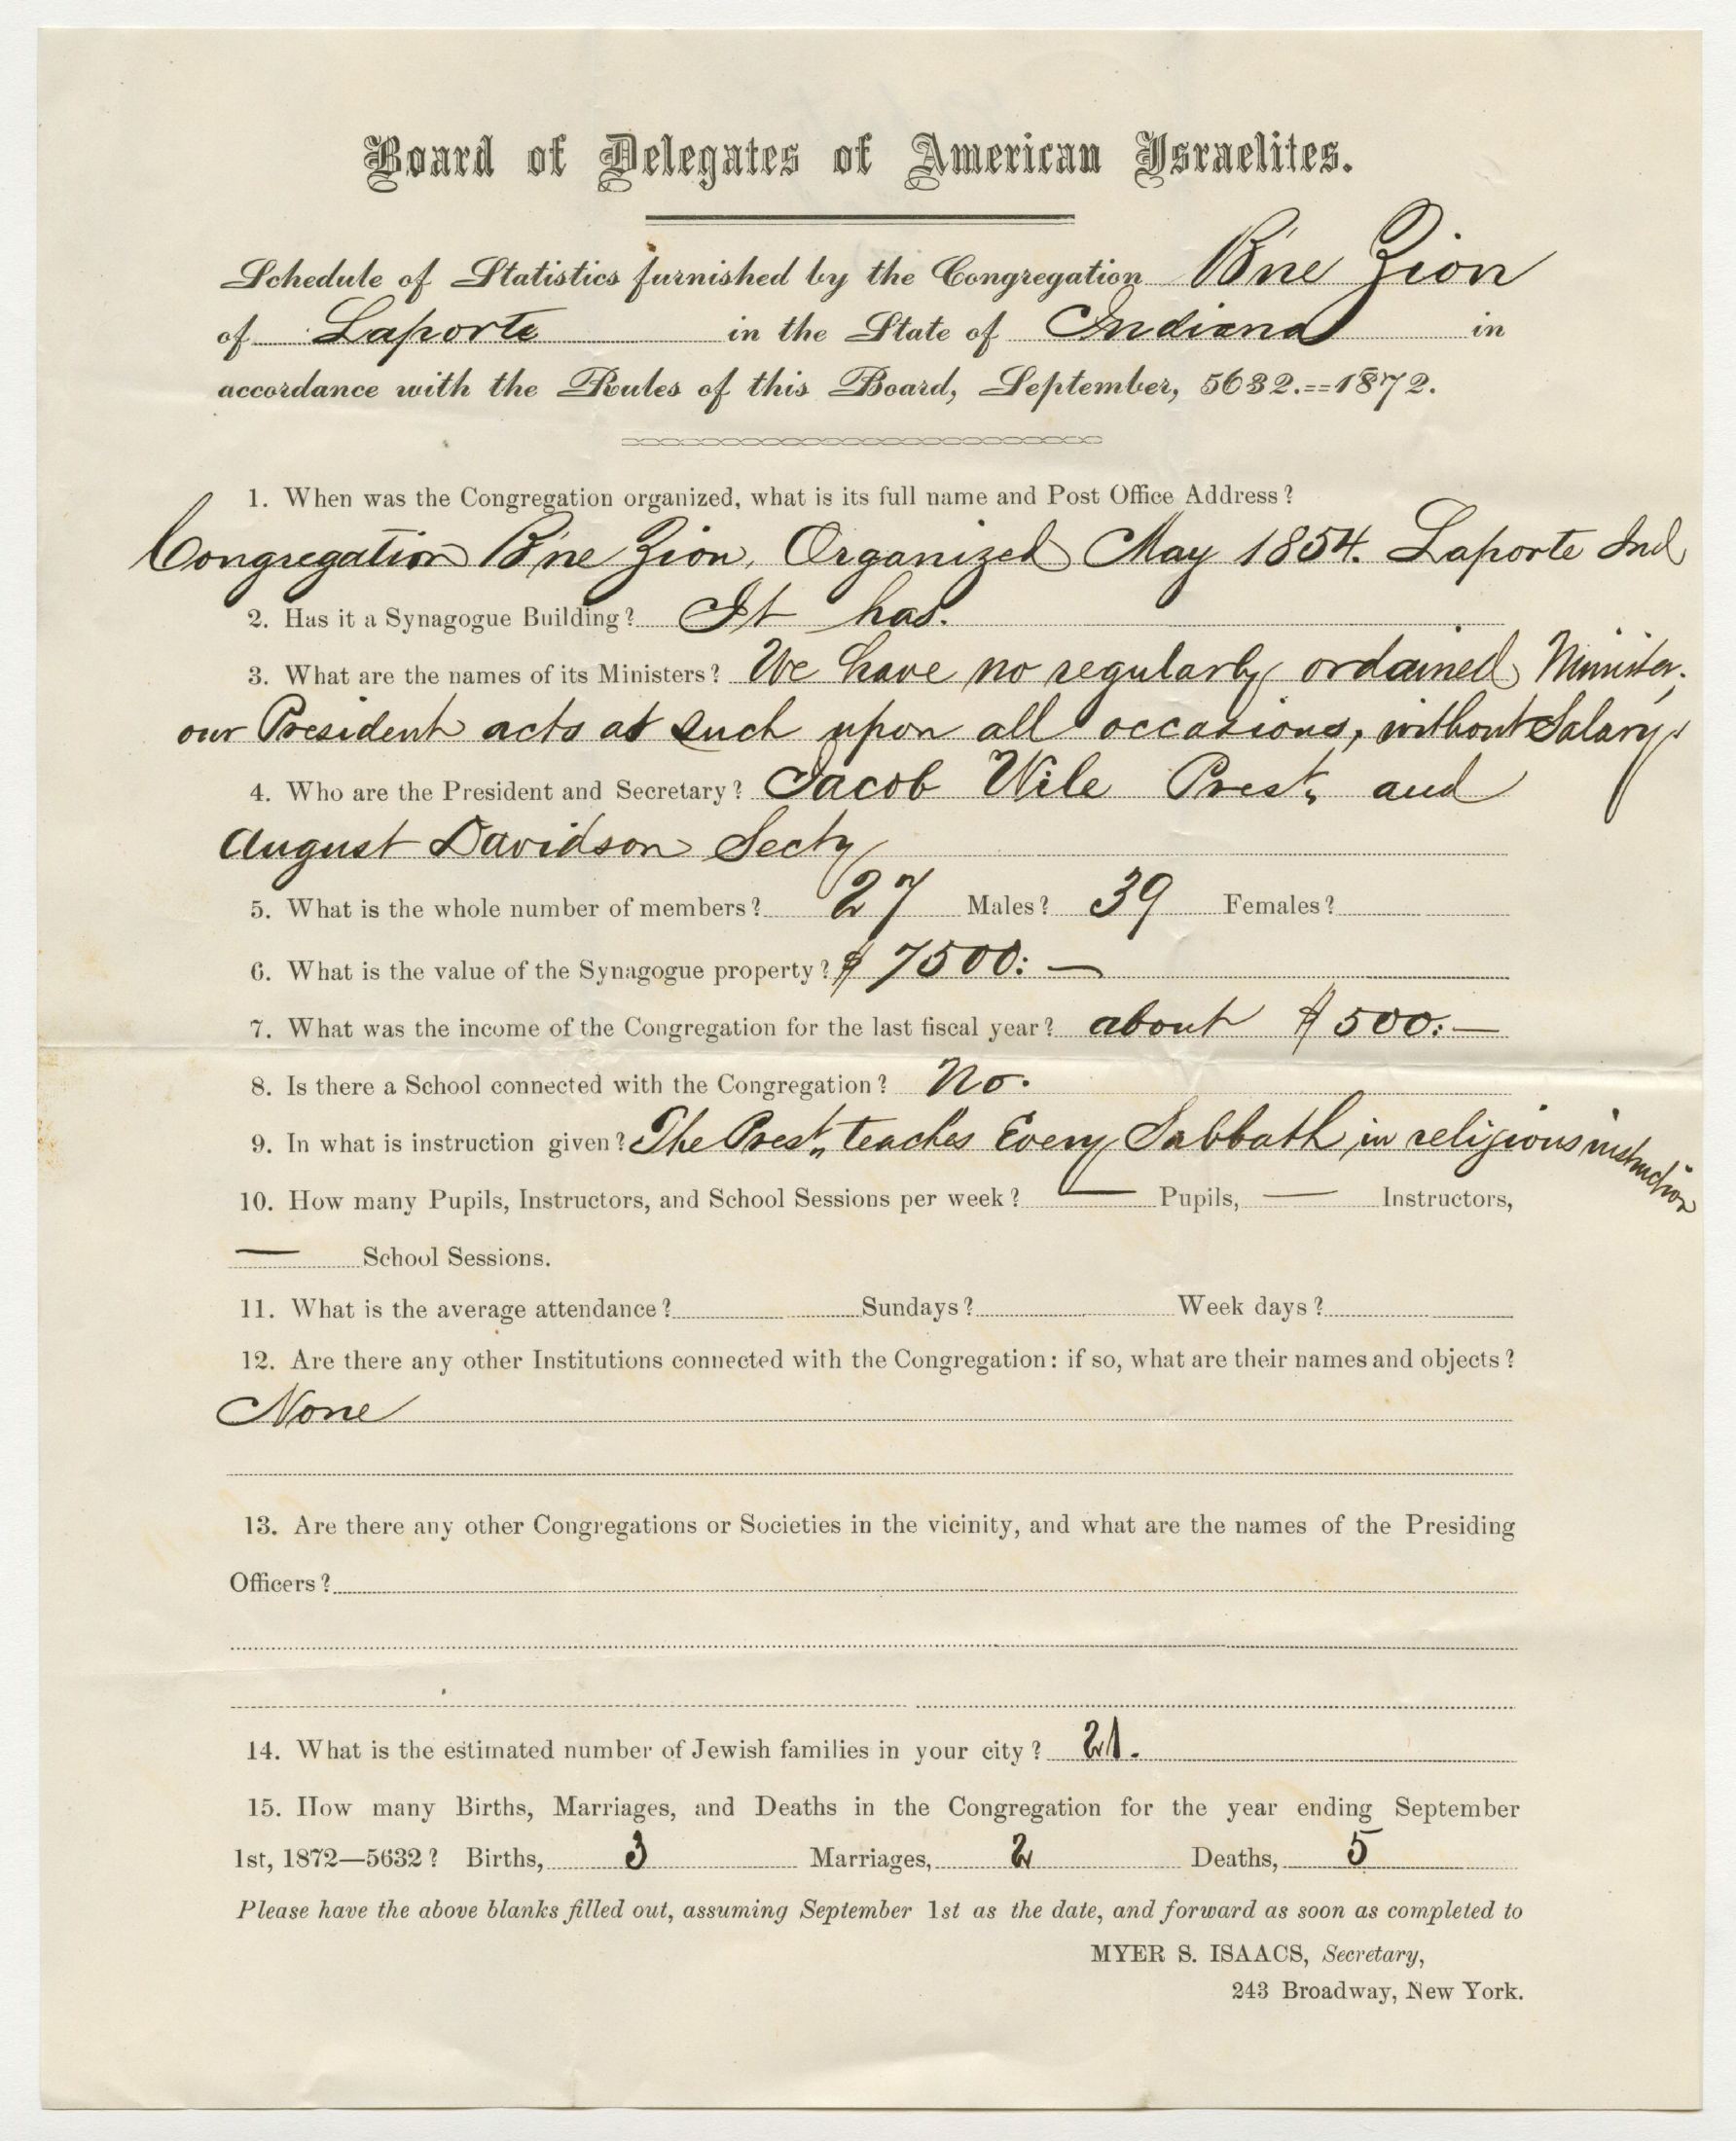 Board of Delegates of American Israelites.
Schedule of Statistics furnished by the Congregation B'ne Zion
of Laporte in the State of Indiana in
accordance with the Rules of this Board, September, 5632.==1872.
1. When was the Congregation organized, what is its full name and Post Office Address?
Congregation B'ne Zion, Organized May 1854. Laporte Ind
2. Has it a Synagogue Building? It has.
3. What are the names of its Ministers? We have no regularly ordained Minister;
our President acts as such upon all occasions, without Salary.
4. Who are the President and Secretary? Jacob Wile Prest, and
August Davidson Secty
5. What is the whole number of members? 27 Males? 39 Females?
6. What is the value of the Synagogue property? $ 7500:—
7. What was the income of the Congregation for the last fiscal year? about $500:—
8. Is there a School connected with the Congregation? No.
9. In what is instruction given? The Prest, teaches Every Sabbath in religious instruction
10. How many Pupils, Instructors, and School Sessions per week? — Pupils, — Instructors,
— School Sessions.
11. What is the average attendance? Sundays? Week days?
12. Are there any other Institutions connected with the Congregation: if so, what are their names and objects?
None
13. Are there any other Congregations or Societies in the vicinity, and what are the names of the Presiding
Officers?
14. What is the estimated number of Jewish families in your city? 21.
15. How many Births, Marriages, and Deaths in the Congregation for the year ending September
1st, 1872—5632? Births, 3 Marriages, 2 Deaths, 5
Please have the above blanks filled out, assuming September 1st as the date, and forward as soon as completed to
MYER S. ISAACS, Secretary,
243 Broadway, New York.